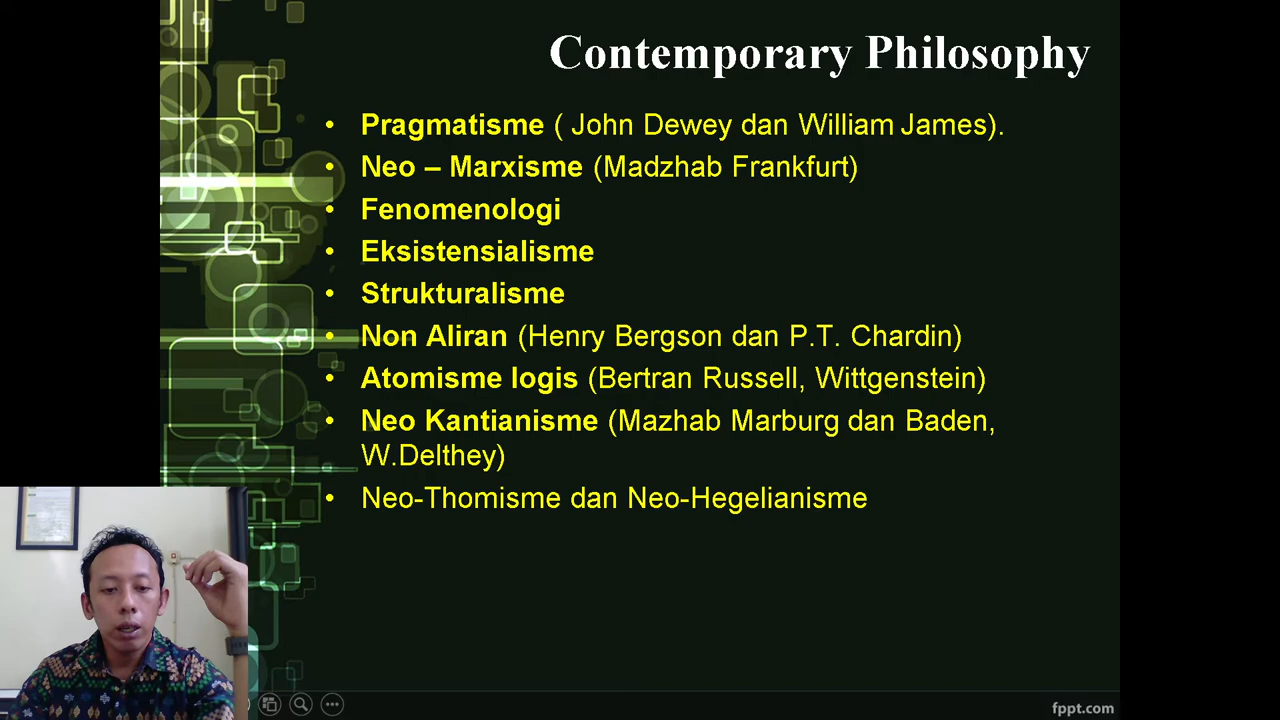 Contemporary Philosophy
• Pragmatisme ( John Dewey dan William James).
• Neo – Marxisme (Madzhab Frankfurt)
• Fenomenologi
• Eksistensialisme
• Strukturalisme
• Non Aliran (Henry Bergson dan P.T. Chardin)
• Atomisme logis (Bertran Russell, Wittgenstein)
• Neo Kantianisme (Mazhab Marburg dan Baden,
W.Delthey)
• Neo-Thomisme dan Neo-Hegelianisme
fppt.com